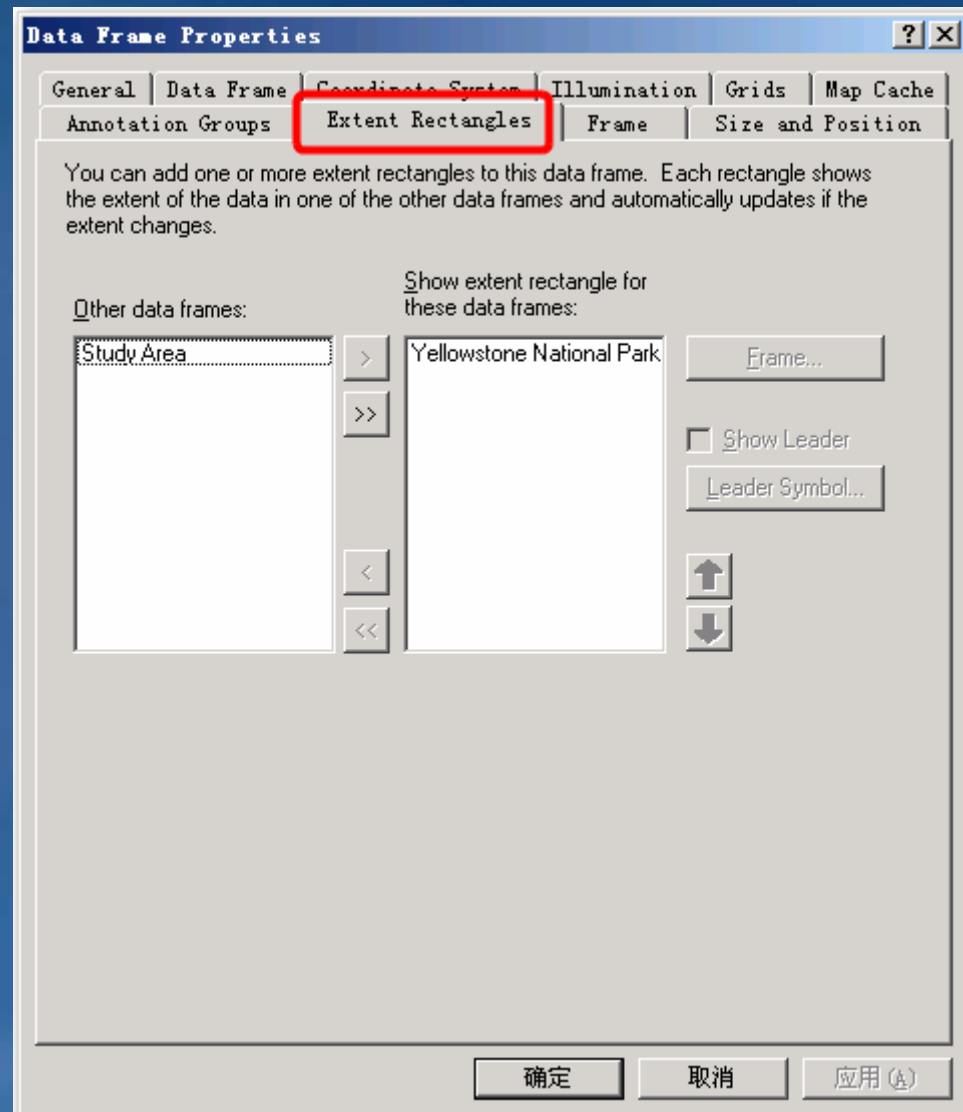 Data Frame Properties
General Data Frame Coordinate System Illumination Grids Map Cache
Annotation Groups Extent Rectangles Frame Size and Position
You can add one or more extent rectangles to this data frame. Each rectangle shows
the extent of the data in one of the other data frames and automatically updates if the
extent changes.
Other data frames:
Show extent rectangle for
these data frames:
Study Area > Yellowstone National Park Frame...
>>
Show Leader
Leader Symbol...
<
<<
确定 取消 应用(A)